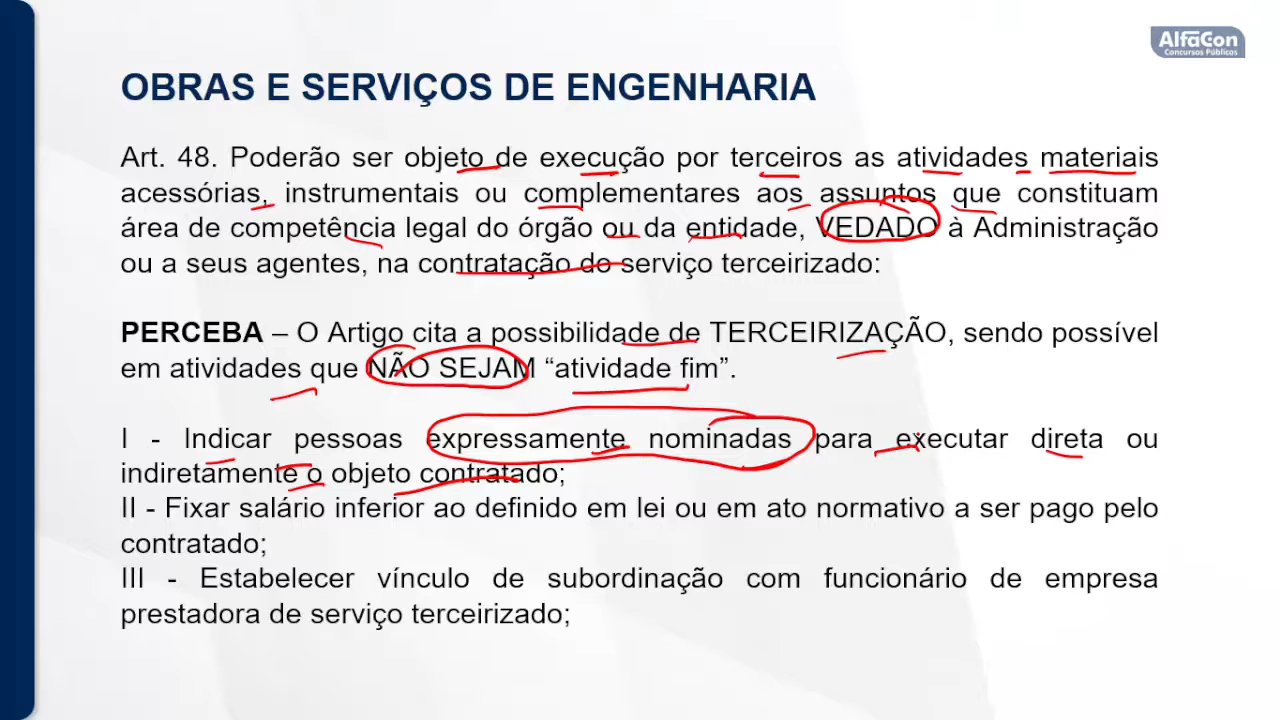 AlfaCon
Concursos Públicos
OBRAS E SERVIÇOS DE ENGENHARIA
Art. 48. Poderão ser objeto de execução por terceiros as atividades materiais
acessórias, instrumentais ou complementares aos assuntos que constituam
área de competência legal do órgão ou da entidade, VEDADO à Administração
ou a seus agentes, na contratação do serviço terceirizado:
PERCEBA – O Artigo cita a possibilidade de TERCEIRIZAÇÃO, sendo possível
em atividades que NÃO SEJAM “atividade fim”.
I - Indicar pessoas expressamente nominadas para executar direta ou
indiretamente o objeto contratado;
II - Fixar salário inferior ao definido em lei ou em ato normativo a ser pago pelo
contratado;
III - Estabelecer vínculo de subordinação com funcionário de empresa
prestadora de serviço terceirizado;